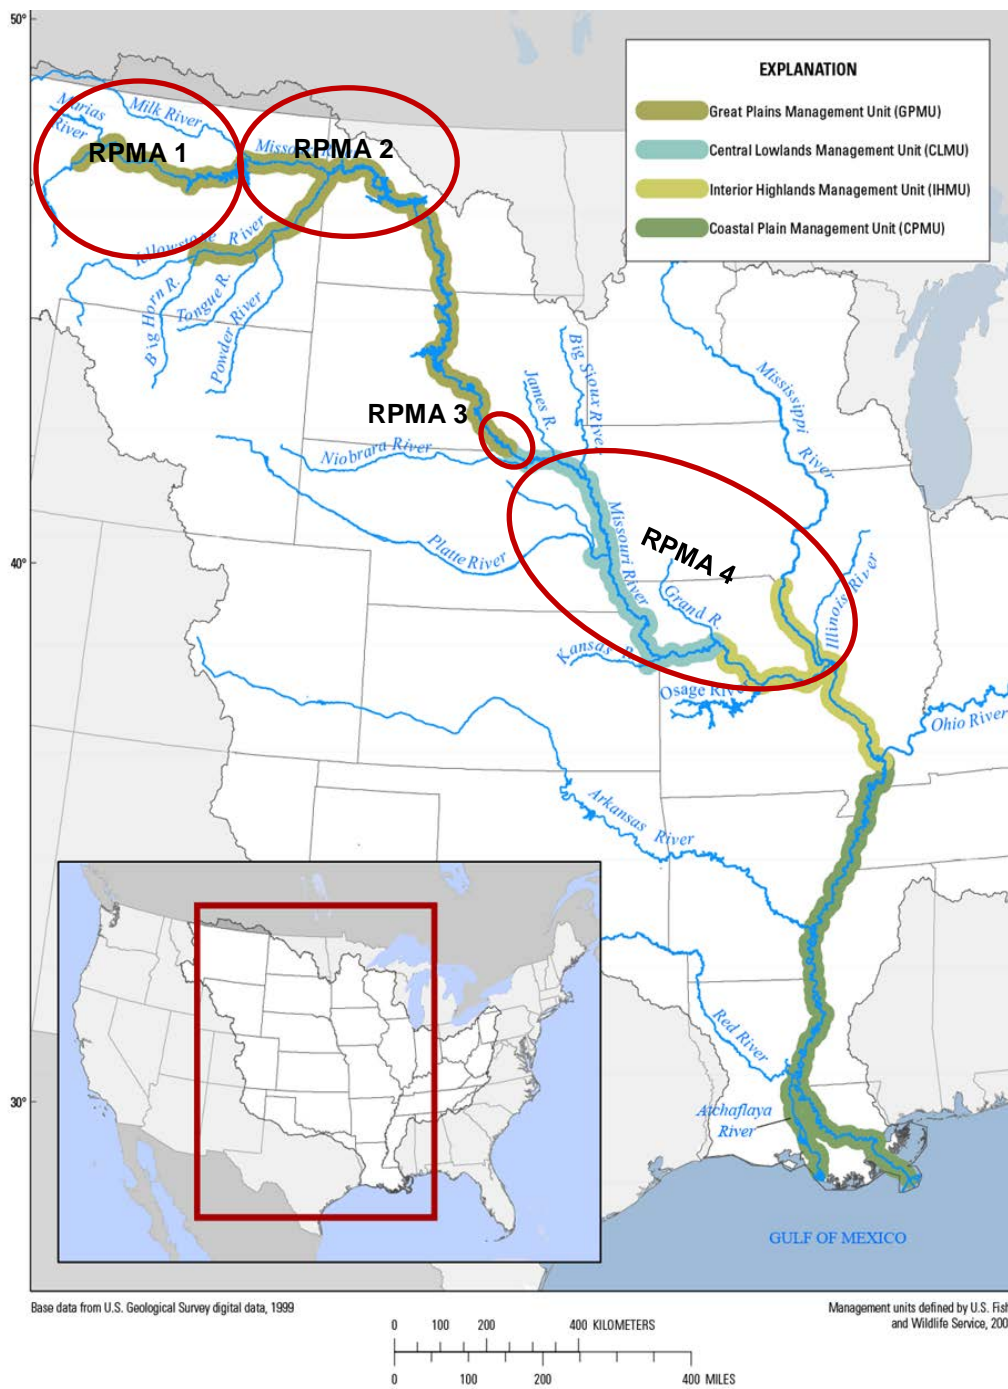 50°
EXPLANATION
Great Plains Management Unit (GPMU)
Central Lowlands Management Unit (CLMU)
Interior Highlands Management Unit (IHMU)
Coastal Plain Management Unit (CPMU)
Marias
River
Milk River
RPMA 1
RPMA 2
Yellowstone River
Big Horn R.
Tongue R.
Powder River
RPMA 3
James R.
Big Sioux River
Mississippi
River
Niobrara River
Platte River
Missouri River
RPMA 4
40°
Grand R.
Illinois River
Kansas R
Osage River
Ohio River
Arkansas River
Red River
30°
Atchaflaya
River
GULF OF MEXICO
Base data from U.S. Geological Survey digital data, 1999
Management units defined by U.S. Fish
and Wildlife Service, 200
0 100 200 400 KILOMETERS
0 100 200 400 MILES